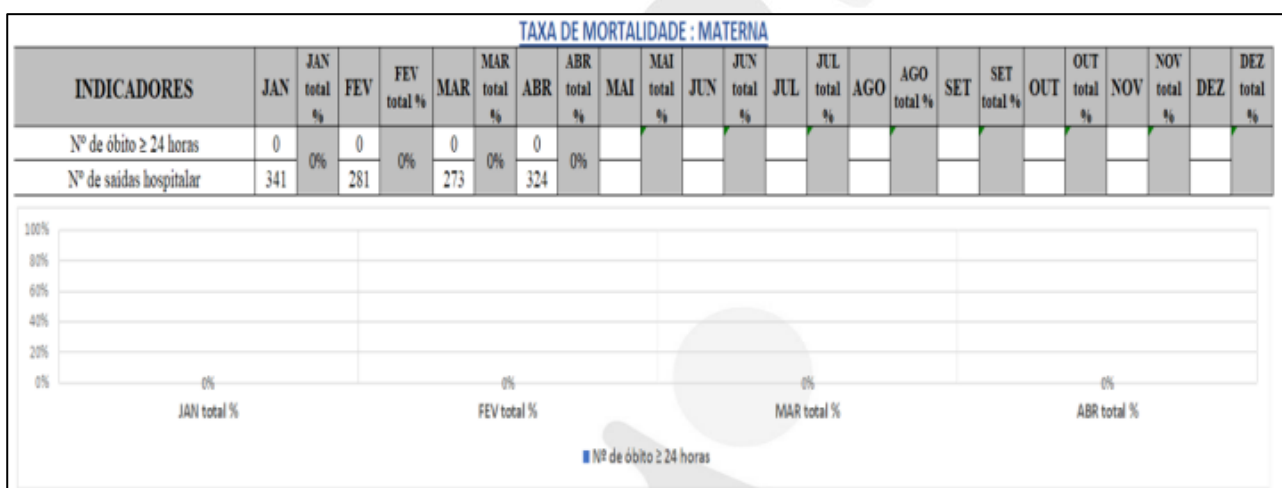 TAXA DE MORTALIDADE : MATERNA
INDICADORES JAN JAN total % FEV FEV total % MAR MAR total % ABR ABR total % MAI MAI total % JUN JUN total % JUL JUL total % AGO AGO total % SET SET total % OUT OUT total % NOV NOV total % DEZ DEZ total %
Nº de óbito ≥ 24 horas 0 0% 0 0% 0 0% 0 0%
Nº de saidas hospitalar 341 281 273 324
100%
80%
60%
40%
20%
0%
0% 0% 0% 0%
JAN total % FEV total % MAR total % ABR total %
Nº de óbito ≥ 24 horas